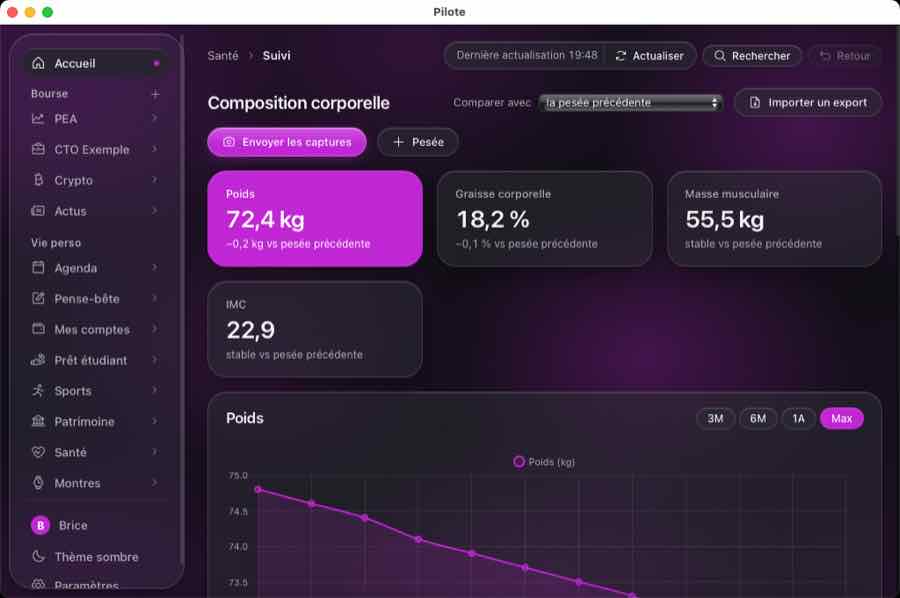 Pilote
Accueil
Bourse
PEA
CTO Exemple
Crypto
Actus
Vie perso
Agenda
Pense-bête
Mes comptes
Prêt étudiant
Sports
Patrimoine
Santé
Montres
B Brice
Thème sombre
Paramètres
Santé › Suivi
Dernière actualisation 19:48 Actualiser
Rechercher
Retour
Composition corporelle
Comparer avec la pesée précédente
Importer un export
Envoyer les captures
+ Pesée
Poids
72,4 kg
−0,2 kg vs pesée précédente
Graisse corporelle
18,2 %
−0,1 % vs pesée précédente
Masse musculaire
55,5 kg
stable vs pesée précédente
IMC
22,9
stable vs pesée précédente
Poids
3M 6M 1A Max
Poids (kg)
75.0
74.5
74.0
73.5